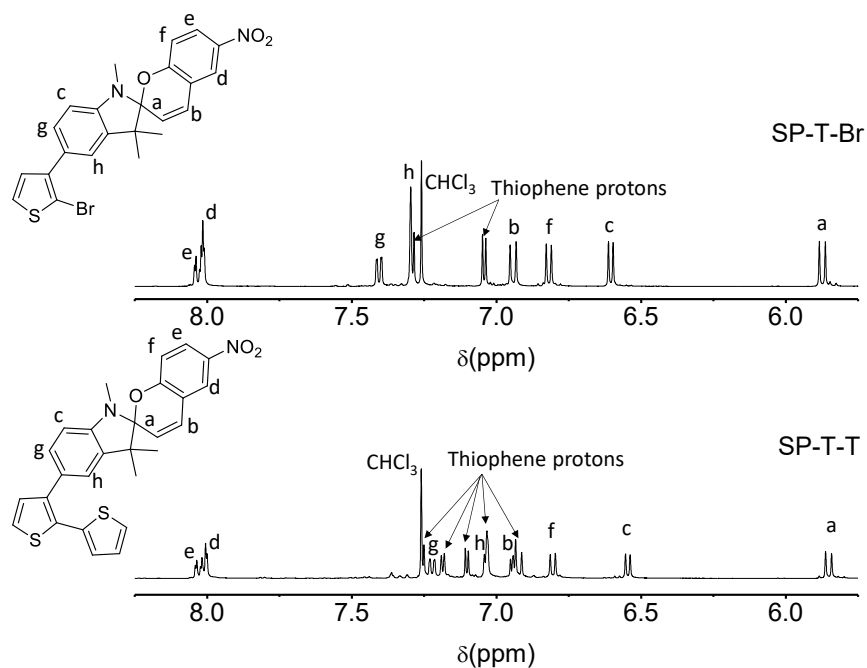 e
f
NO2
O
d
N
c
a
b
g
h
S
Br
SP-T-Br
h
CHCl3
Thiophene protons
d
e
g
b
f
c
a
8.0
7.5
7.0
6.5
6.0
δ(ppm)
e
f
NO2
O
d
N
c
a
b
g
h
S
S
SP-T-T
CHCl3
Thiophene protons
e
d
g
h
b
f
c
a
8.0
7.5
7.0
6.5
6.0
δ(ppm)